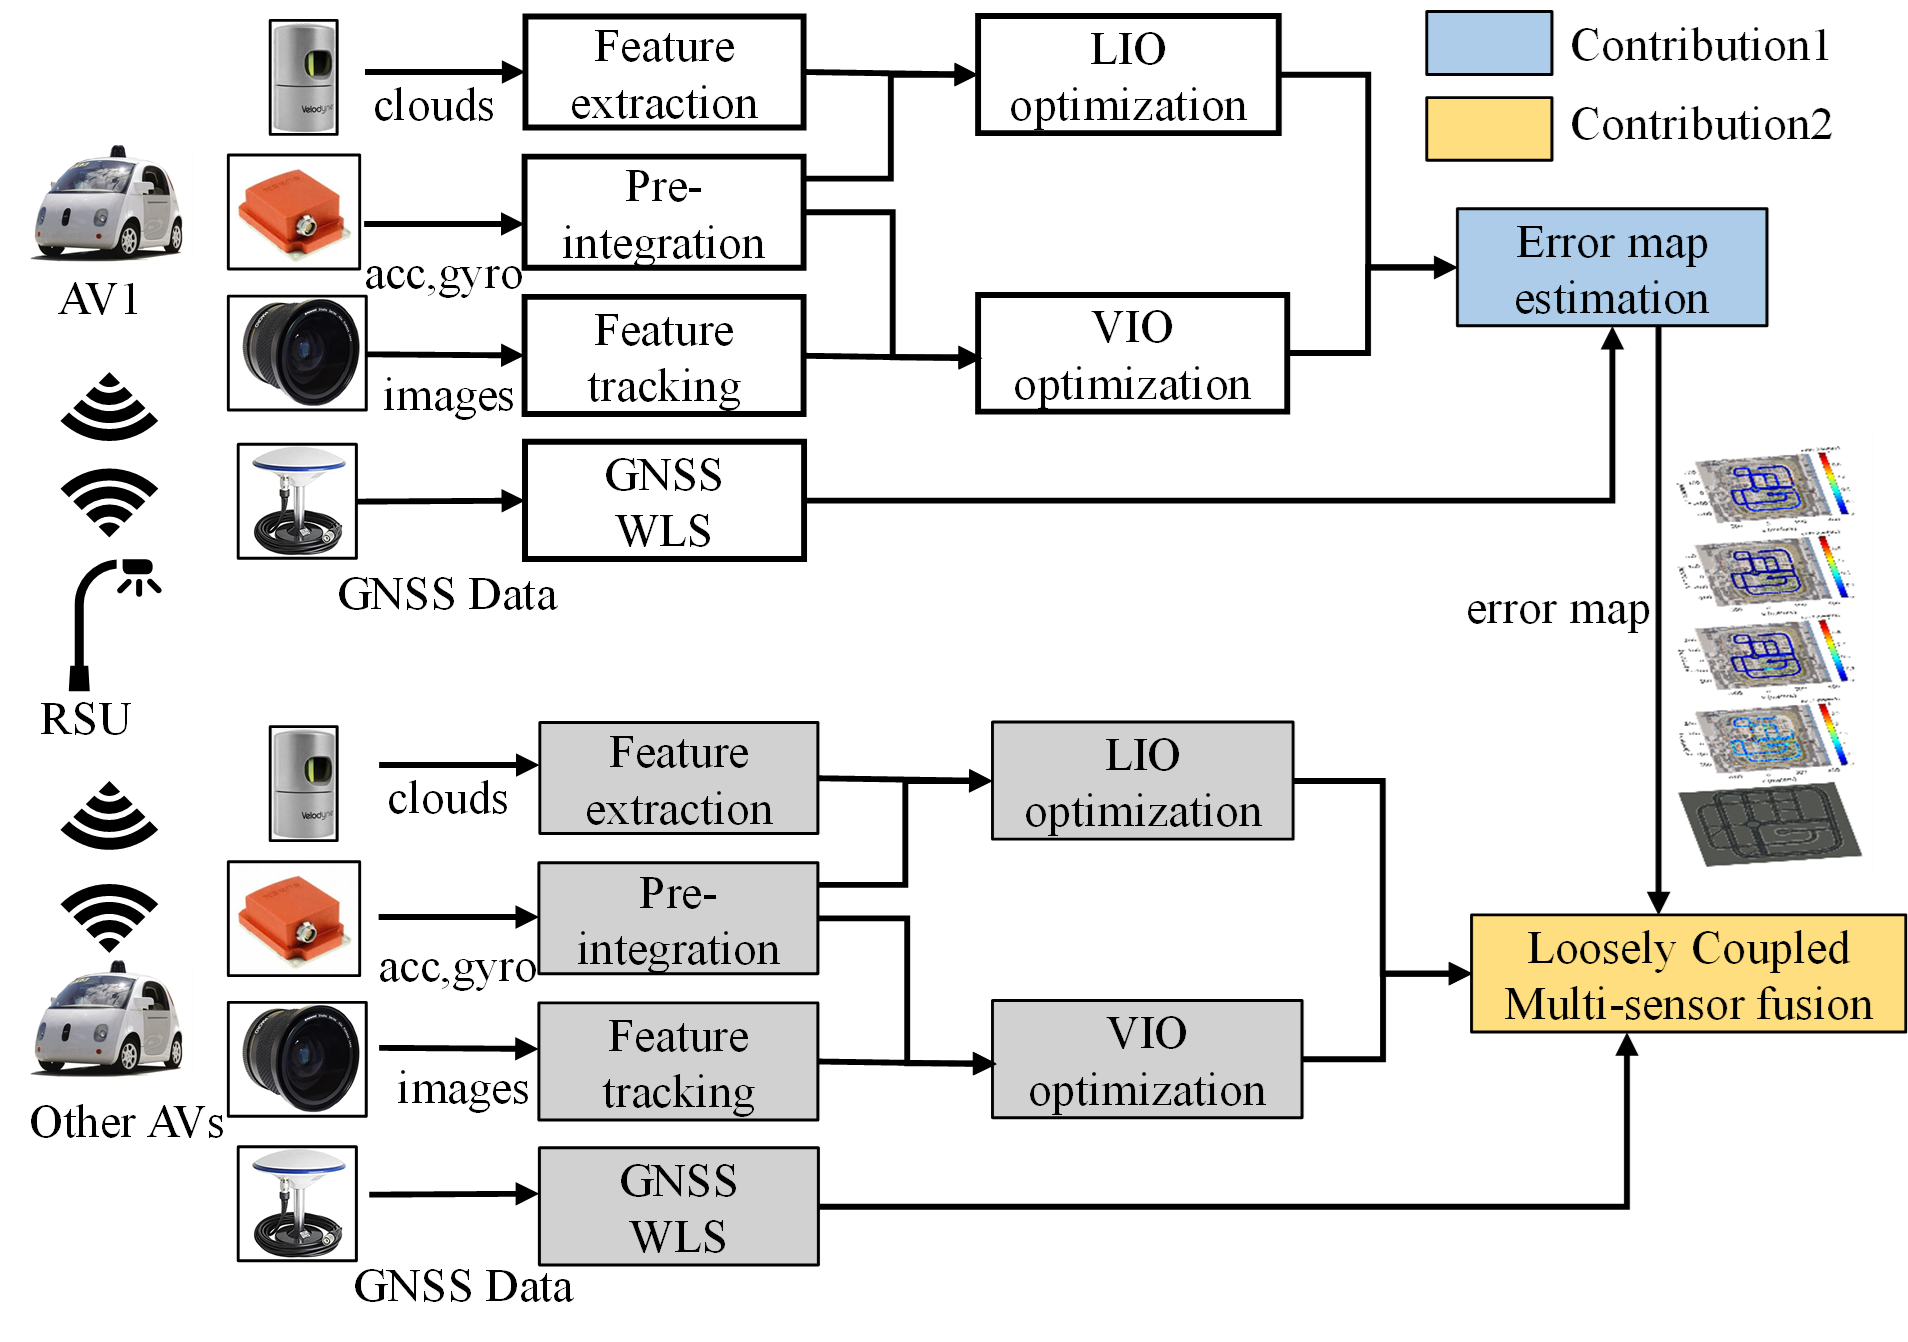 Contribution1
Contribution2
AV1
RSU
Other AVs
Velodyne
clouds
acc,gyro
images
GNSS Data
Feature
extraction
Pre-
integration
Feature
tracking
GNSS
WLS
LIO
optimization
VIO
optimization
Error map
estimation
error map
Velodyne
clouds
acc,gyro
images
GNSS Data
Feature
extraction
Pre-
integration
Feature
tracking
GNSS
WLS
LIO
optimization
VIO
optimization
Loosely Coupled
Multi-sensor fusion